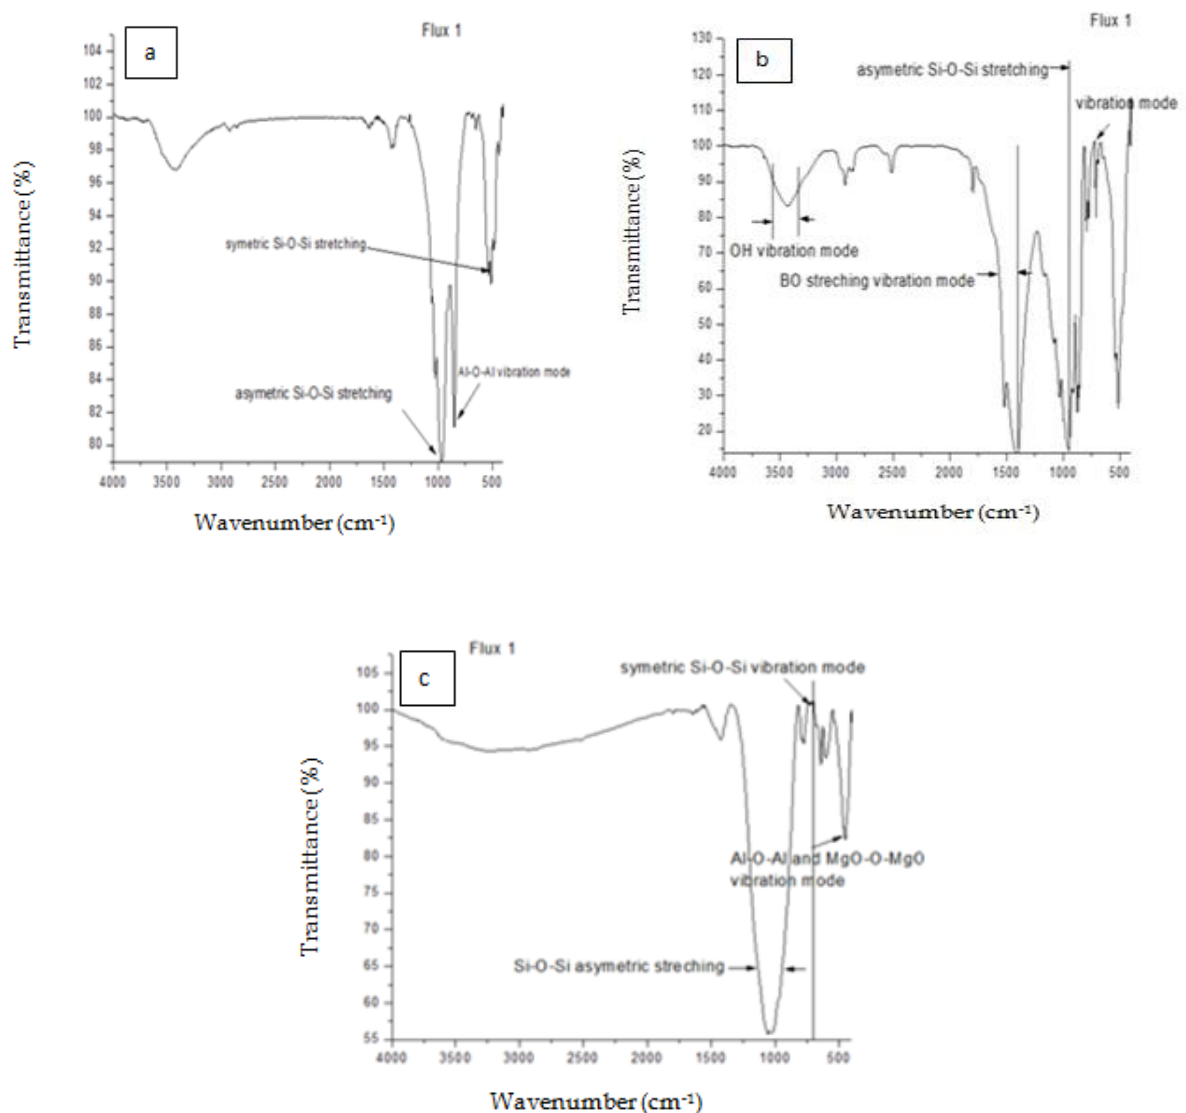 Flux 1
a
104
102
100
98
96
94
92
90
88
86
84
82
80
Transmittance (%)
symetric Si-O-Si stretching
Al-O-Al vibration mode
asymetric Si-O-Si stretching
4000 3500 3000 2500 2000 1500 1000 500
Wavenumber (cm⁻¹)
Flux 1
b
130
120
110
100
90
80
70
60
50
40
30
20
Transmittance (%)
asymetric Si-O-Si stretching
vibration mode
OH vibration mode
BO streching vibration mode
4000 3500 3000 2500 2000 1500 1000 500
Wavenumber (cm⁻¹)
Flux 1
c
105
100
95
90
85
80
75
70
65
60
55
Transmittance (%)
symetric Si-O-Si vibration mode
Al-O-Al and MgO-O-MgO
vibration mode
Si-O-Si asymetric streching
4000 3500 3000 2500 2000 1500 1000 500
Wavenumber (cm⁻¹)